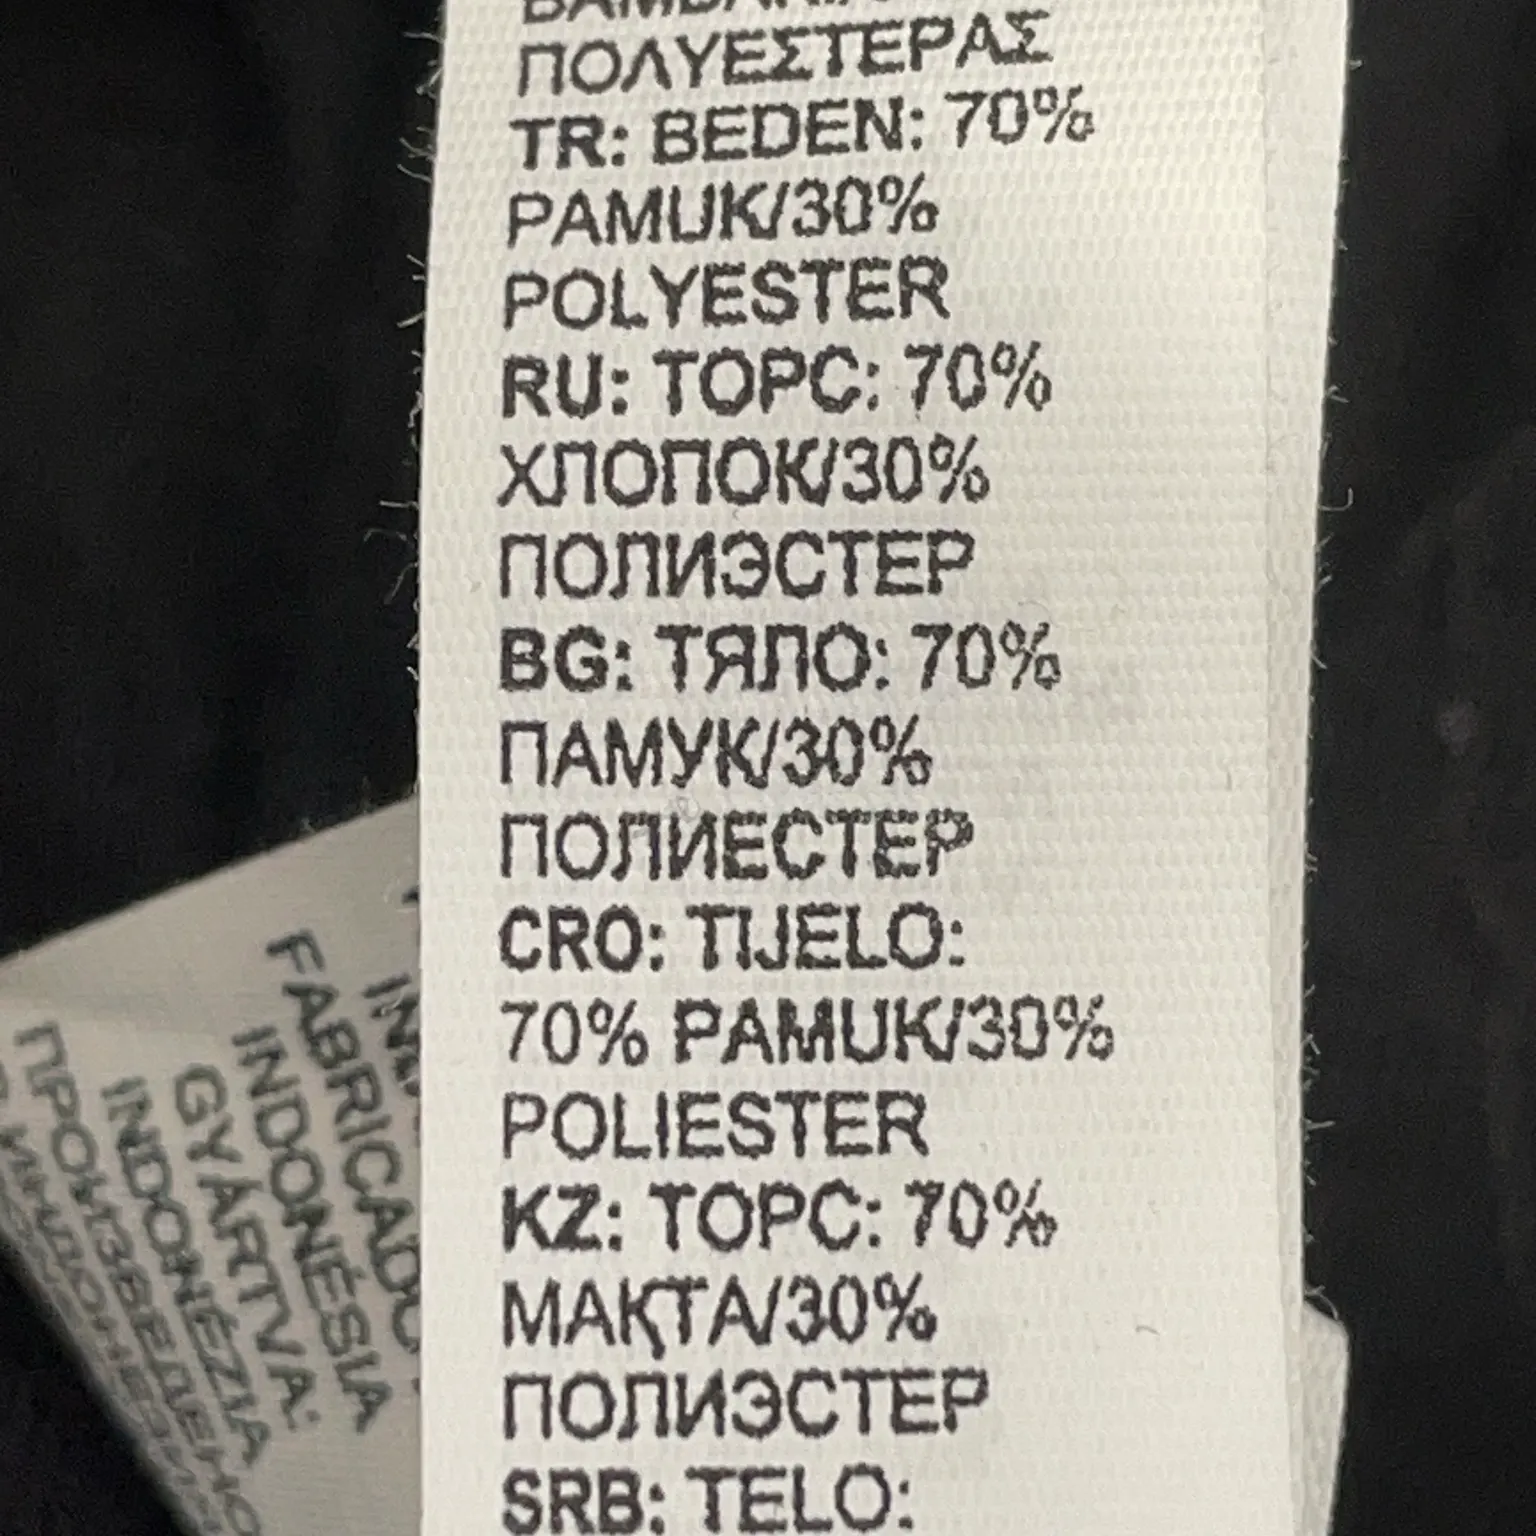 ΠΟΛΥΕΣΤΕΡΑΣ
TR: BEDEN: 70%
PAMUK/30%
POLYESTER
RU: ТОРС: 70%
ХЛОПОК/30%
ПОЛИЭСТЕР
BG: ТЯЛО: 70%
ПАМУК/30%
ПОЛИЕСТЕР
CRO: TIJELO:
70% PAMUK/30%
POLIESTER
KZ: ТОРС: 70%
МАҚТА/30%
ПОЛИЭСТЕР
SRB: TELO:
INDONÉSIA
GYÁRTVA:
INDONÉZIA